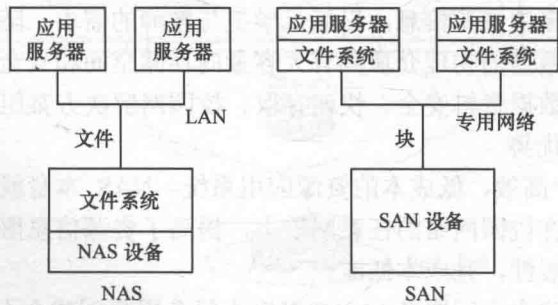 应用
服务器
应用
服务器
LAN
文件
文件系统
NAS 设备
NAS
应用服务器
文件系统
应用服务器
文件系统
专用网络
块
SAN 设备
SAN